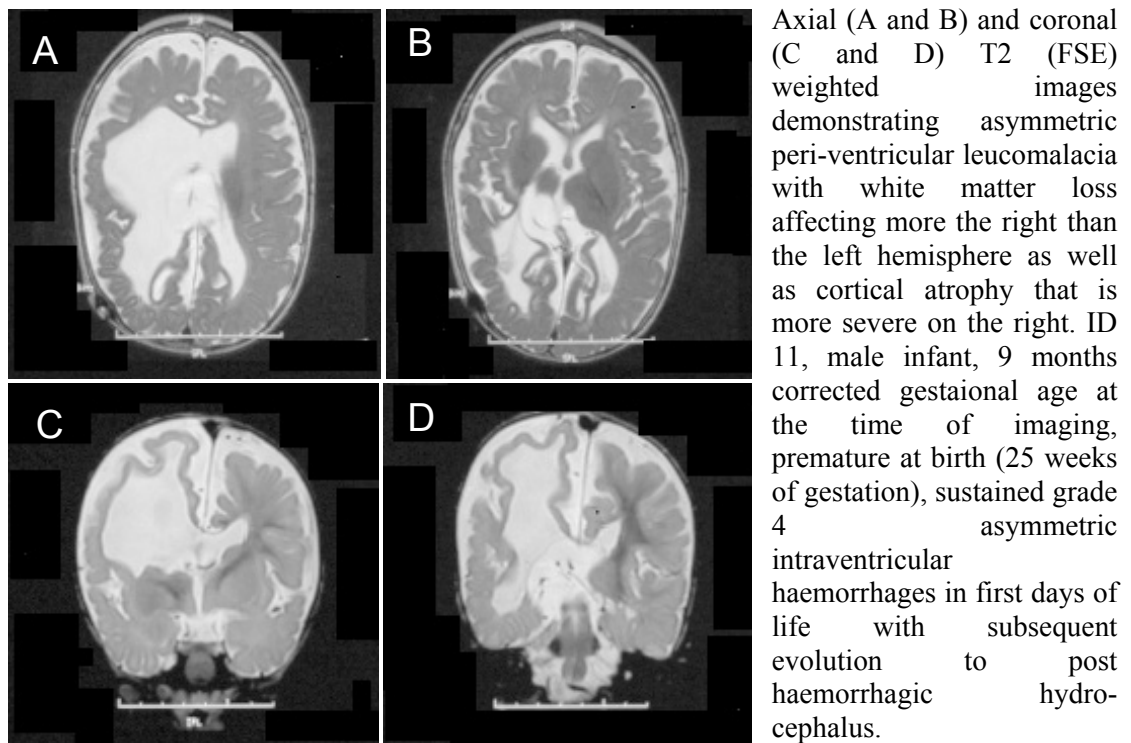 A
B
C
D
Axial (A and B) and coronal
(C and D) T2 (FSE)
weighted images
demonstrating asymmetric
peri-ventricular leucomalacia
with white matter loss
affecting more the right than
the left hemisphere as well
as cortical atrophy that is
more severe on the right. ID
11, male infant, 9 months
corrected gestaional age at
the time of imaging,
premature at birth (25 weeks
of gestation), sustained grade
4 asymmetric
intraventricular
haemorrhages in first days of
life with subsequent
evolution to post
haemorrhagic hydro-
cephalus.